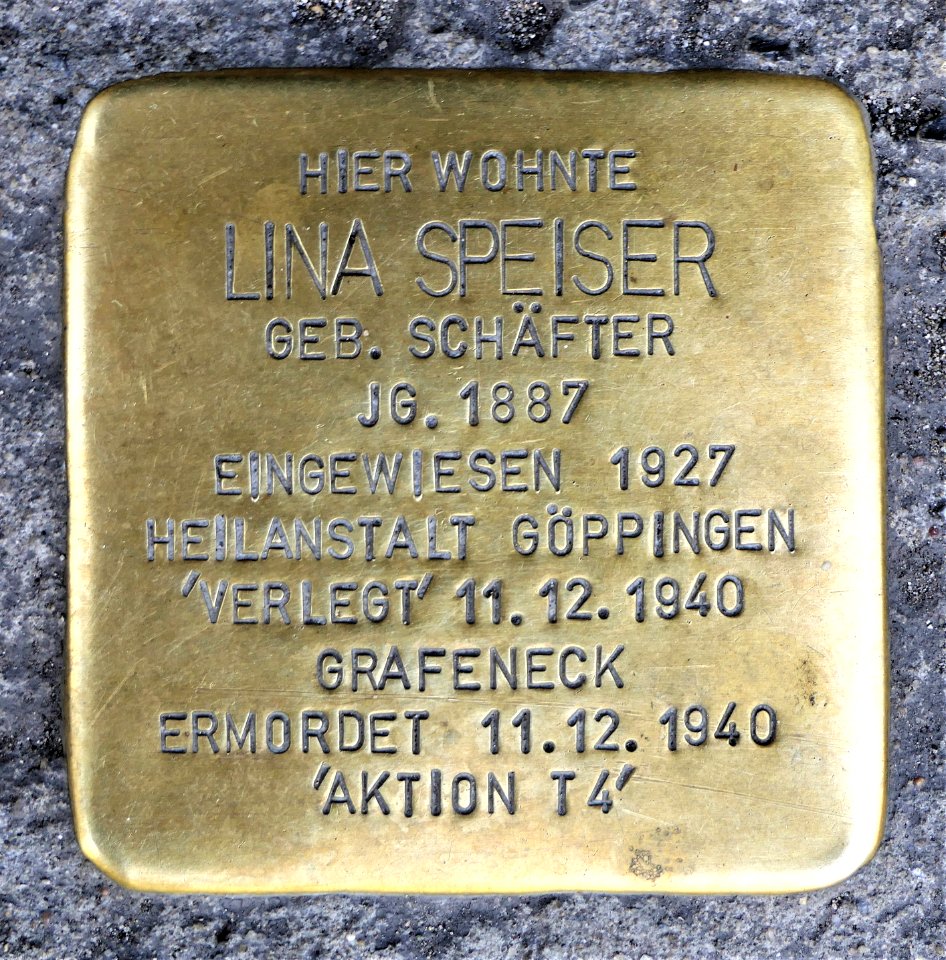 HIER WOHNTE
LINA SPEISER
GEB. SCHÄFTER
JG. 1887
EINGEWIESEN 1927
HEILANSTALT GÖPPINGEN
'VERLEGT' 11.12.1940
GRAFENECK
ERMORDET 11.12.1940
'AKTION T4'